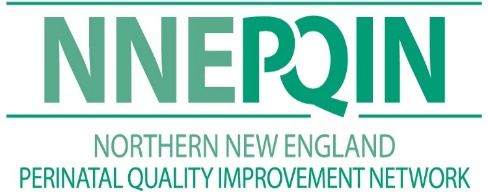 NNEPQIN
NORTHERN NEW ENGLAND
PERINATAL QUALITY IMPROVEMENT NETWORK